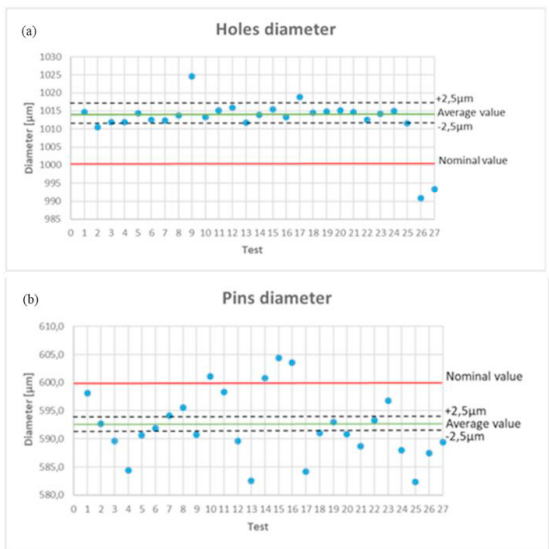 (a)
Holes diameter
1030
1025
1020
1015
1010
1005
1000
995
990
985
Diameter [µm]
+2,5µm
Average value
-2,5µm
Nominal value
0 1 2 3 4 5 6 7 8 9 10 11 12 13 14 15 16 17 18 19 20 21 22 23 24 25 26 27
Test
(b)
Pins diameter
610,0
605,0
600,0
595,0
590,0
585,0
580,0
Diameter [µm]
Nominal value
+2,5µm
Average value
-2,5µm
0 1 2 3 4 5 6 7 8 9 10 11 12 13 14 15 16 17 18 19 20 21 22 23 24 25 26 27
Test